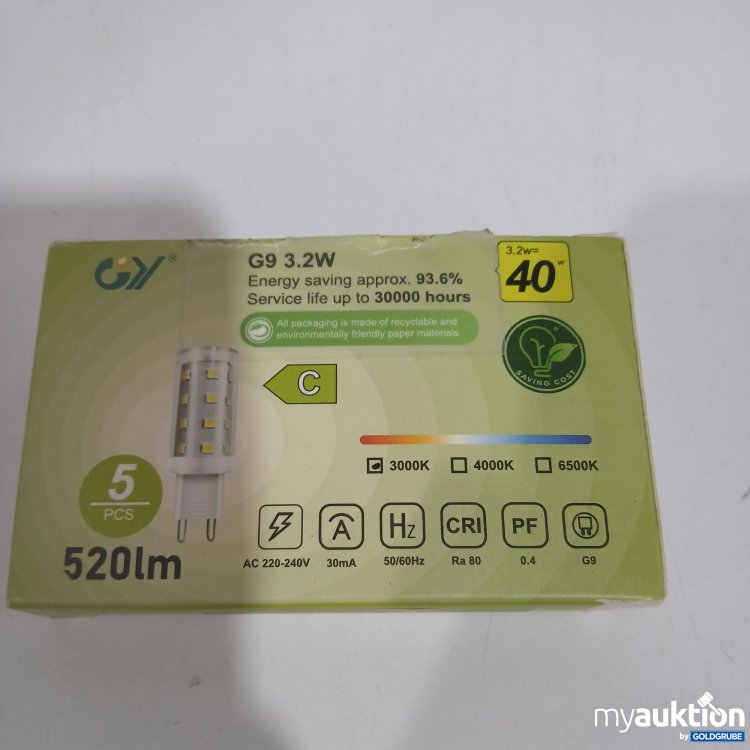 GY®
G9 3.2W
Energy saving approx. 93.6%
Service life up to 30000 hours
All packaging is made of recyclable and
environmentally friendly paper materials
3.2w=
40w
SAVING COST
C
3000K 4000K 6500K
5
PCS
520lm
A Hz CRI PF
AC 220-240V 30mA 50/60Hz Ra 80 0.4 G9
myauktion
by GOLDGRUBE